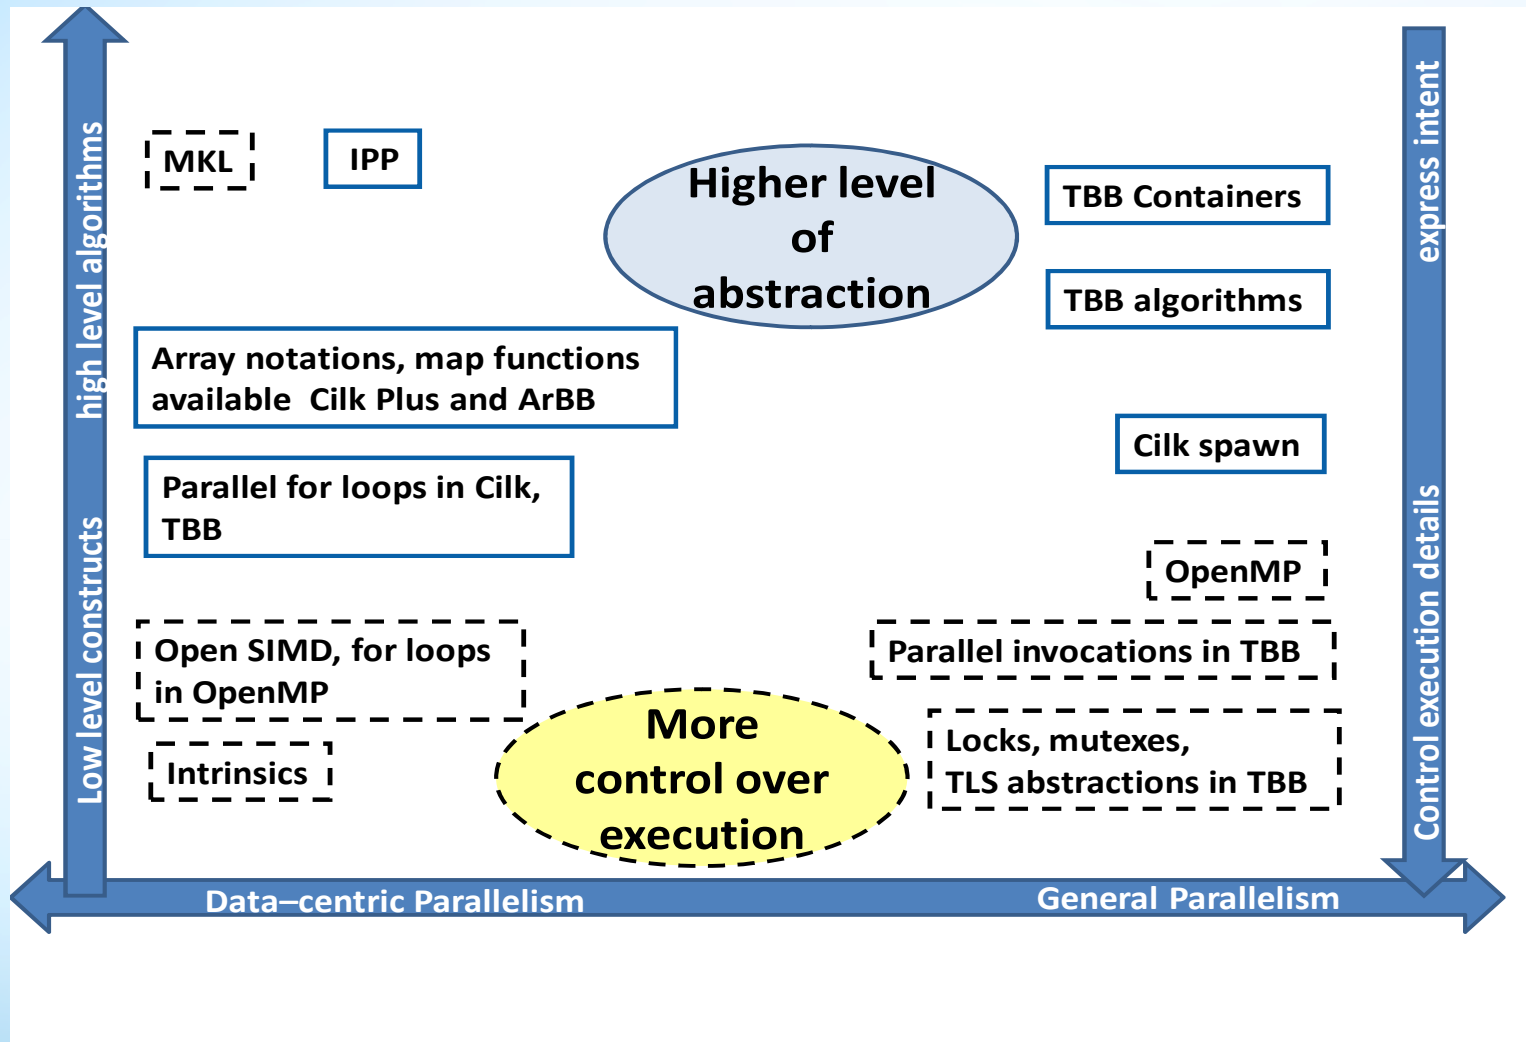 high level algorithms
Low level constructs
MKL
IPP
Higher level
of
abstraction
TBB Containers
TBB algorithms
express intent
Control execution details
Array notations, map functions
available  Cilk Plus and ArBB
Cilk spawn
Parallel for loops in Cilk,
TBB
OpenMP
Open SIMD, for loops
in OpenMP
Parallel invocations in TBB
More
control over
execution
Locks, mutexes,
TLS abstractions in TBB
Intrinsics
Data–centric Parallelism
General Parallelism